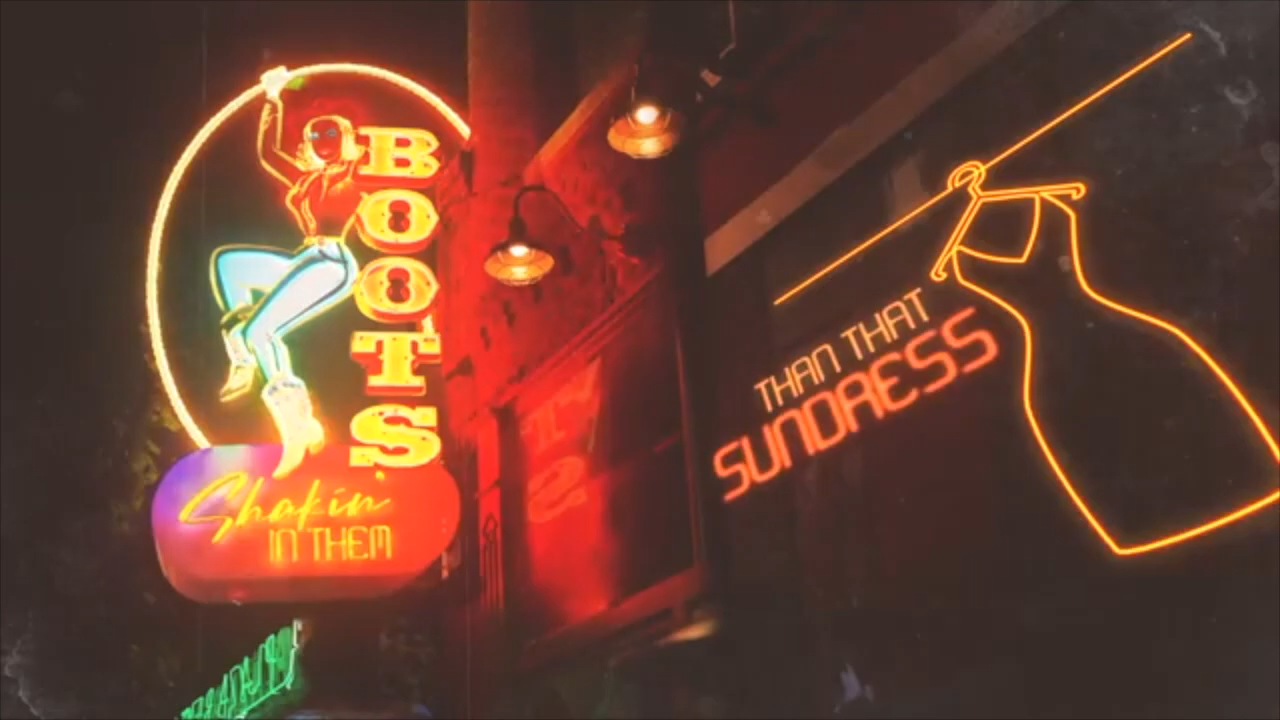 BOOTS
Shakin'
IN THEM
THAN THAT
SUNDRESS